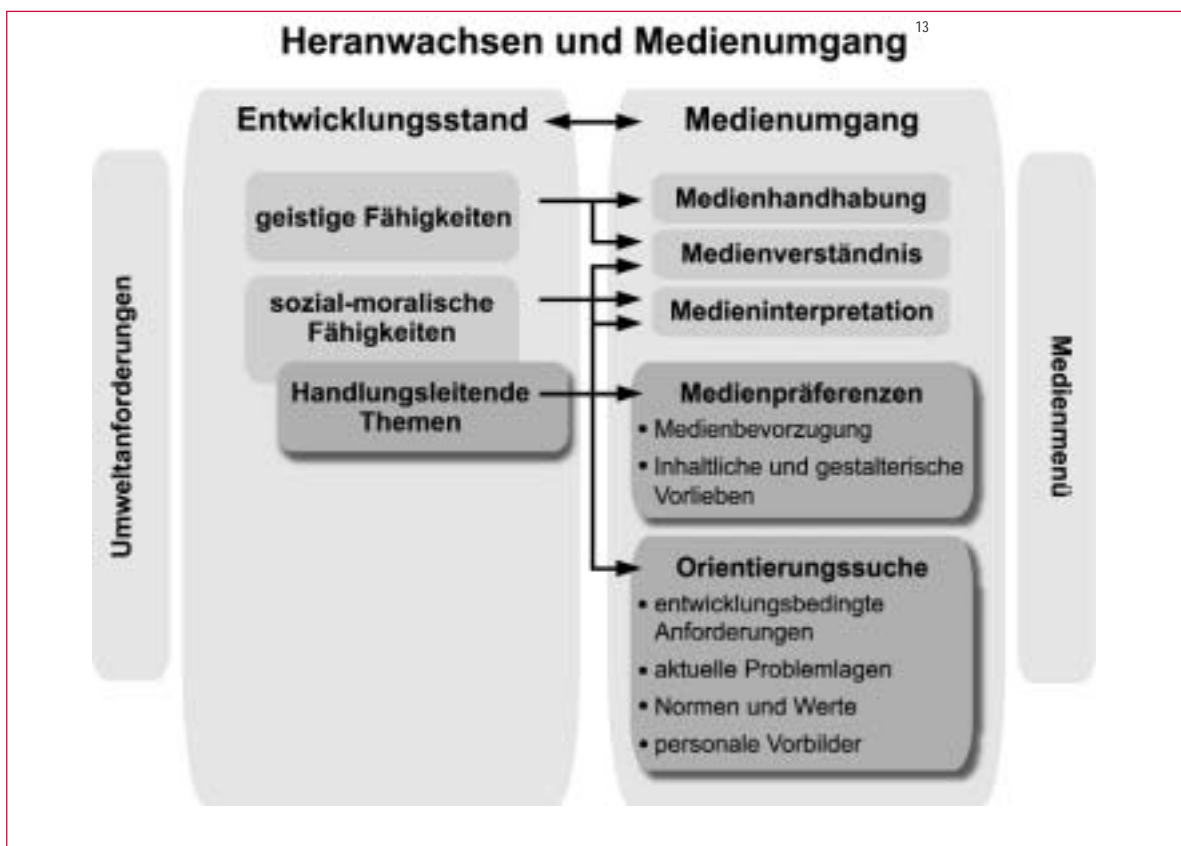 Heranwachsen und Medienumgang 13
Umweltanforderungen
Entwicklungsstand
geistige Fähigkeiten
sozial-moralische
Fähigkeiten
Handlungsleitende
Themen
Medienumgang
Medienhandhabung
Medienverständnis
Medieninterpretation
Medienpräferenzen
• Medienbevorzugung
• Inhaltliche und gestalterische
Vorlieben
Orientierungssuche
• entwicklungsbedingte
Anforderungen
• aktuelle Problemlagen
• Normen und Werte
• personale Vorbilder
Medienmenü